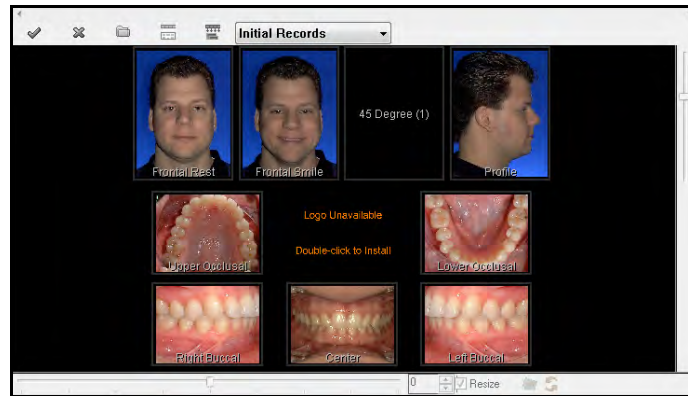 Initial Records
Frontal Rest
Frontal Smile
45 Degree (1)
Profile
Upper Occlusal
Logo Unavailable
Double-click to Install
Lower Occlusal
Right Buccal
Center
Left Buccal
0
Resize